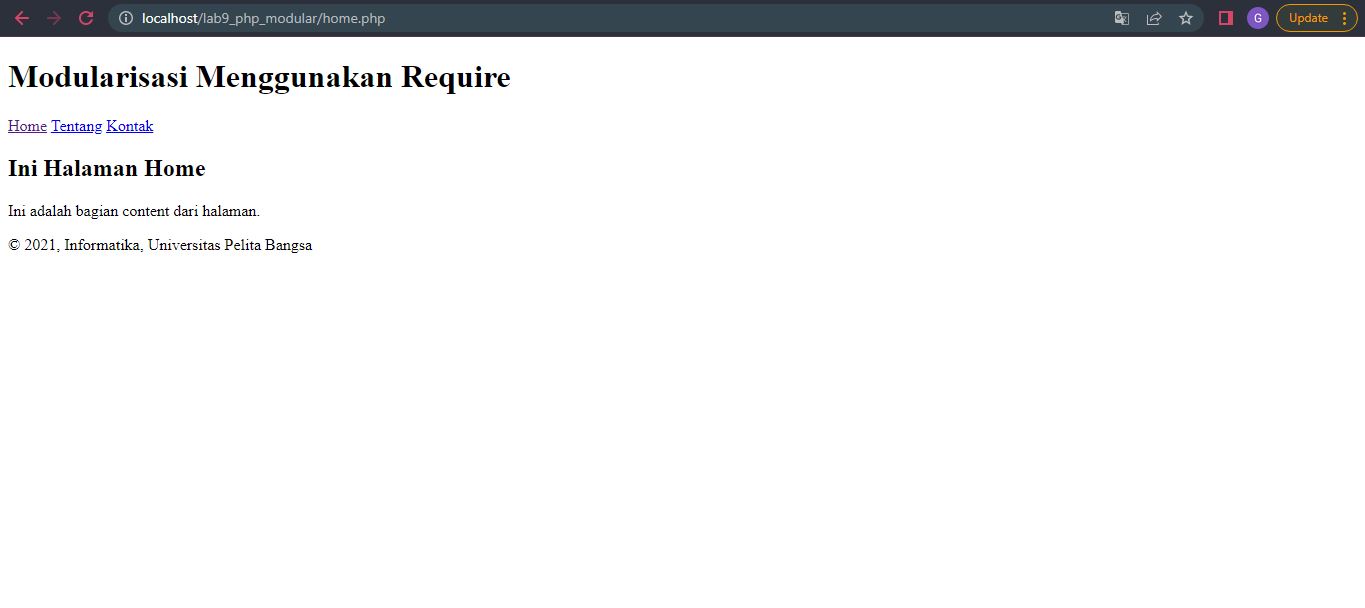 localhost/lab9_php_modular/home.php
G
Update
Modularisasi Menggunakan Require
Home Tentang Kontak
Ini Halaman Home
Ini adalah bagian content dari halaman.
© 2021, Informatika, Universitas Pelita Bangsa